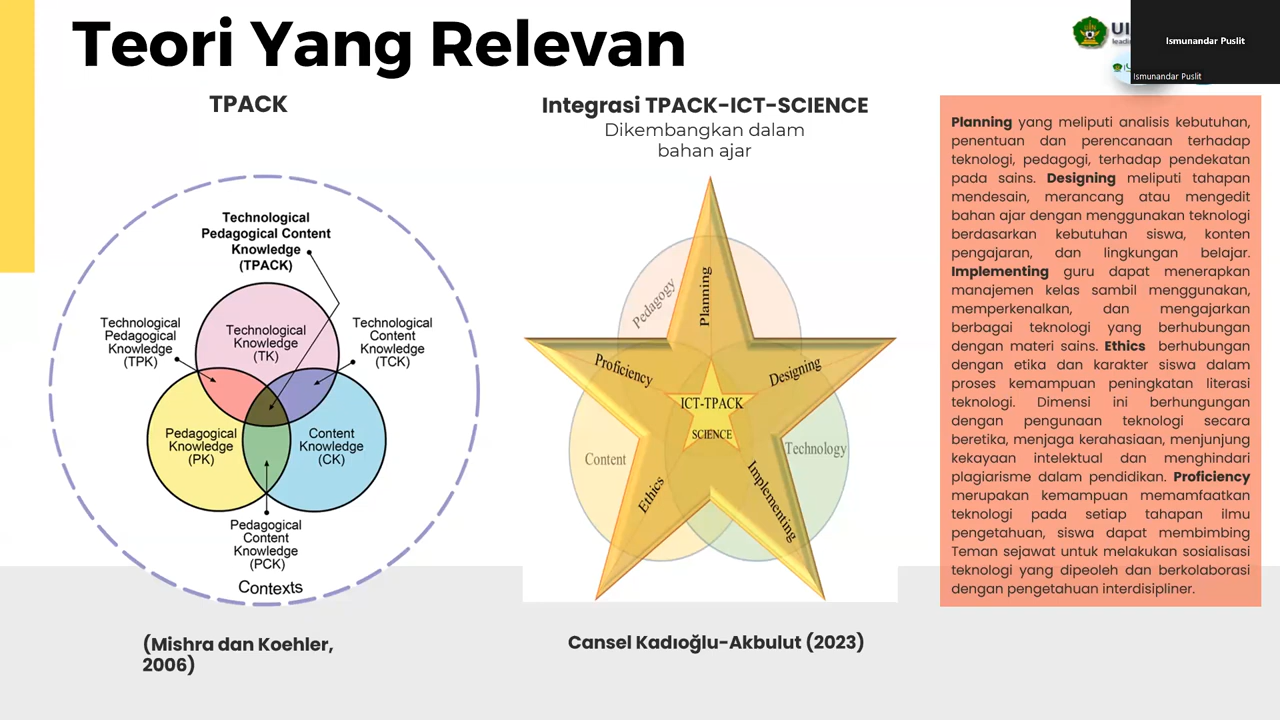 Teori Yang Relevan
Ismunandar Puslit
Ismunandar Puslit
TPACK
Technological
Pedagogical Content
Knowledge
(TPACK)
Technological
Pedagogical
Knowledge
(TPK)
Technological
Knowledge
(TK)
Technological
Content
Knowledge
(TCK)
Pedagogical
Knowledge
(PK)
Content
Knowledge
(CK)
Pedagogical
Content
Knowledge
(PCK)
Contexts
(Mishra dan Koehler,
2006)
Integrasi TPACK-ICT-SCIENCE
Dikembangkan dalam
bahan ajar
Pedagogy
Planning
Proficiency
Designing
ICT-TPACK
SCIENCE
Content
Technology
Ethics
Implementing
Cansel Kadıoğlu-Akbulut (2023)
Planning yang meliputi analisis kebutuhan,
penentuan dan perencanaan terhadap
teknologi, pedagogi, terhadap pendekatan
pada sains. Designing meliputi tahapan
mendesain, merancang atau mengedit
bahan ajar dengan menggunakan teknologi
berdasarkan kebutuhan siswa, konten
pengajaran, dan lingkungan belajar.
Implementing guru dapat menerapkan
manajemen kelas sambil menggunakan,
memperkenalkan, dan mengajarkan
berbagai teknologi yang berhubungan
dengan materi sains. Ethics berhubungan
dengan etika dan karakter siswa dalam
proses kemampuan peningkatan literasi
teknologi. Dimensi ini berhungungan
dengan pengunaan teknologi secara
beretika, menjaga kerahasiaan, menjunjung
kekayaan intelektual dan menghindari
plagiarisme dalam pendidikan. Proficiency
merupakan kemampuan memamfaatkan
teknologi pada setiap tahapan ilmu
pengetahuan, siswa dapat membimbing
Teman sejawat untuk melakukan sosialisasi
teknologi yang dipeoleh dan berkolaborasi
dengan pengetahuan interdisipliner.